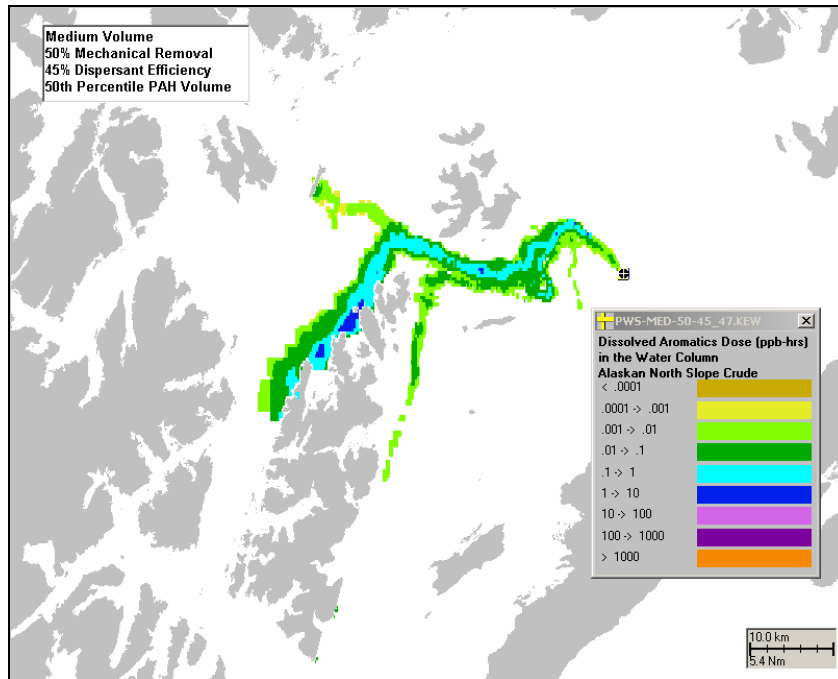 Medium Volume
50% Mechanical Removal
45% Dispersant Efficiency
50th Percentile PAH Volume
PWS-MED-50-45_47.KEW
Dissolved Aromatics Dose (ppb-hrs)
in the Water Column
Alaskan North Slope Crude
< .0001
.0001 -> .001
.001 -> .01
.01 -> .1
.1 -> 1
1 -> 10
10 -> 100
100 -> 1000
> 1000
10.0 km
5.4 Nm